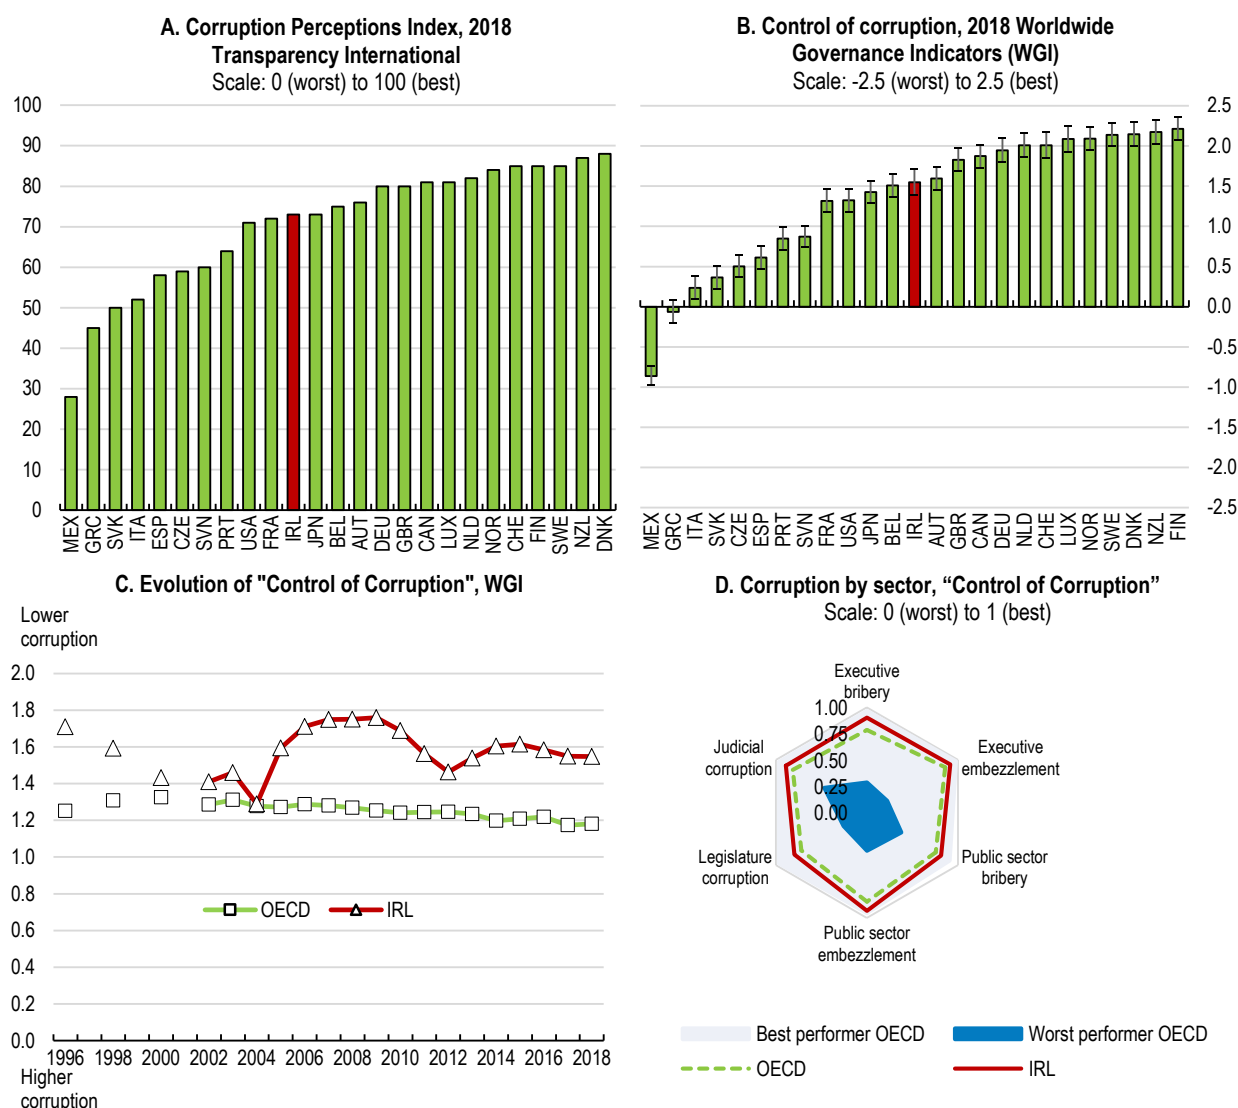 A. Corruption Perceptions Index, 2018
Transparency International
Scale: 0 (worst) to 100 (best)
100
90
80
70
60
50
40
30
20
10
0
MEX
GRC
SVK
ITA
ESP
CZE
SVN
PRT
USA
FRA
IRL
JPN
BEL
AUT
DEU
GBR
CAN
LUX
NLD
NOR
CHE
FIN
SWE
NZL
DNK
B. Control of corruption, 2018 Worldwide
Governance Indicators (WGI)
Scale: -2.5 (worst) to 2.5 (best)
2.5
2.0
1.5
1.0
0.5
0.0
-0.5
-1.0
-1.5
-2.0
-2.5
MEX
GRC
ITA
SVK
CZE
ESP
PRT
SVN
FRA
USA
JPN
BEL
IRL
AUT
GBR
CAN
DEU
NLD
CHE
LUX
NOR
SWE
DNK
NZL
FIN
C. Evolution of "Control of Corruption", WGI
Lower
corruption
2.0
1.8
1.6
1.4
1.2
1.0
0.8
0.6
0.4
0.2
0.0
OECD
IRL
1996 1998 2000 2002 2004 2006 2008 2010 2012 2014 2016 2018
Higher
corruption
D. Corruption by sector, “Control of Corruption”
Scale: 0 (worst) to 1 (best)
Executive
bribery
1.00
0.75
0.50
0.25
0.00
Executive
embezzlement
Public sector
bribery
Public sector
embezzlement
Legislature
corruption
Judicial
corruption
Best performer OECD
Worst performer OECD
OECD
IRL